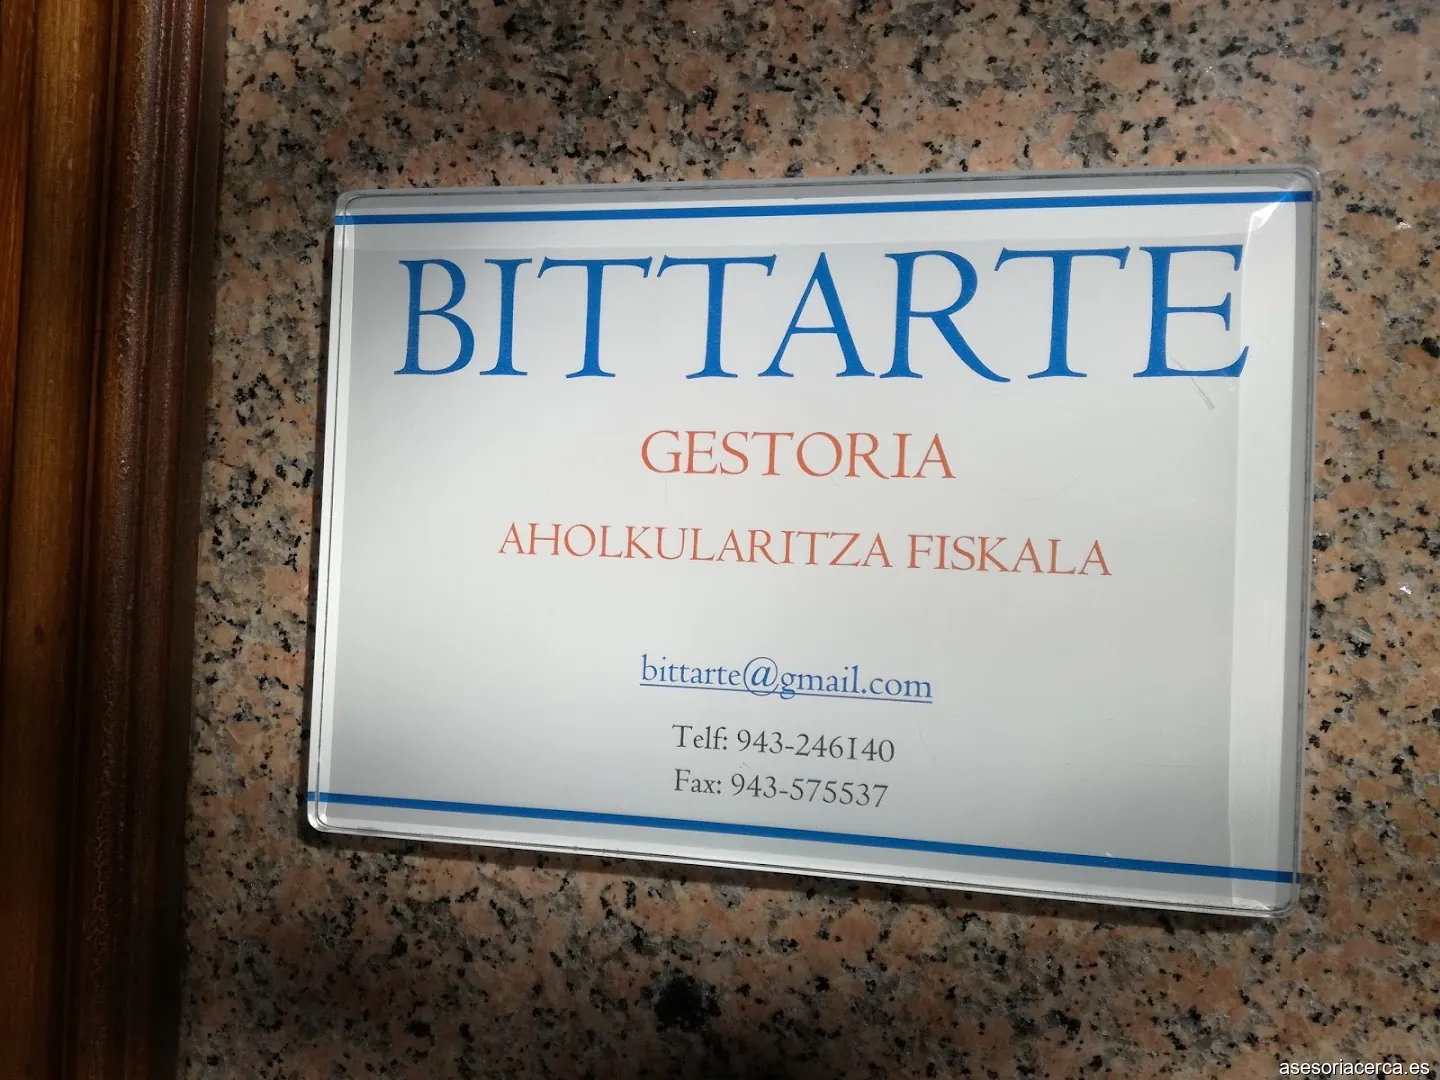 BITTARTE
GESTORIA
AHOLKULARITZA FISKALA
bittarte@gmail.com
Telf: 943-246140
Fax: 943-575537
asesoriacerca.es